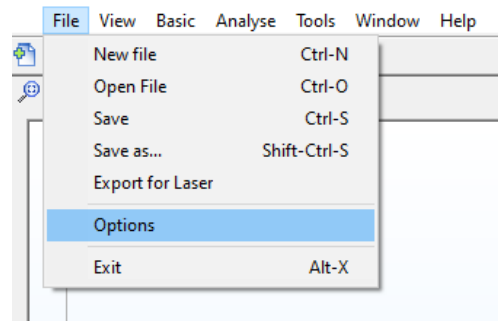 File View Basic Analyse Tools Window Help
New file Ctrl-N
Open File Ctrl-O
Save Ctrl-S
Save as... Shift-Ctrl-S
Export for Laser
Options
Exit Alt-X